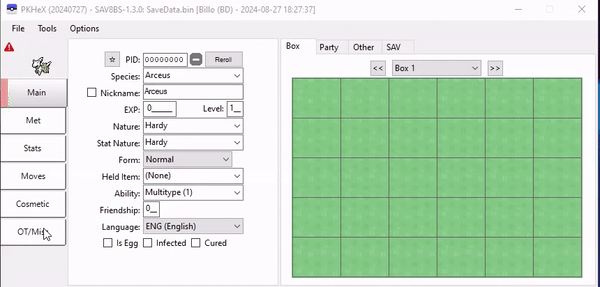 PKHeX (20240727) - SAV8BS-1.3.0: SaveData.bin [Billo (BD) - 2024-08-27 18:27:37]
File Tools Options
Main
Met
Stats
Moves
Cosmetic
OT/Mis
PID: 00000000 Reroll
Species: Arceus
Nickname: Arceus
EXP: 0 Level: 1
Nature: Hardy
Stat Nature: Hardy
Form: Normal
Held Item: (None)
Ability: Multitype (1)
Friendship: 0
Language: ENG (English)
Is Egg Infected Cured
Box Party Other SAV
<< Box 1 >>